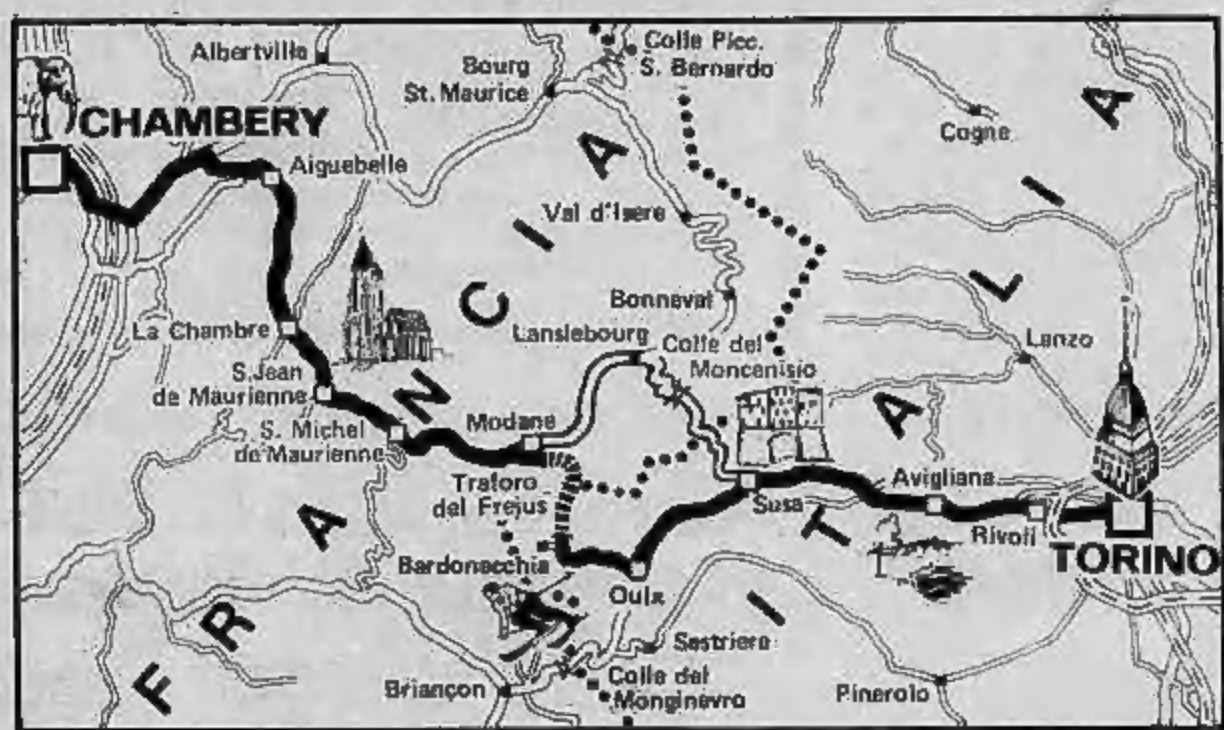 Albertville
Colle Picc.
S. Bernardo
Bourg
St. Maurice
Cogne
CHAMBERY
Aiguebelle
Val d'Isere
Bonneval
La Chambre
Lanslebourg
Colle del
Moncenisio
Lanzo
S. Jean
de Maurienne
S. Michel
de Maurienne
Modane
Traforo
del Frejus
Susa
Avigliana
Rivoli
TORINO
Bardonecchia
Oulx
Sestriere
Briançon
Colle del
Monginevro
Pinerolo
FRANCIA
ITALIA